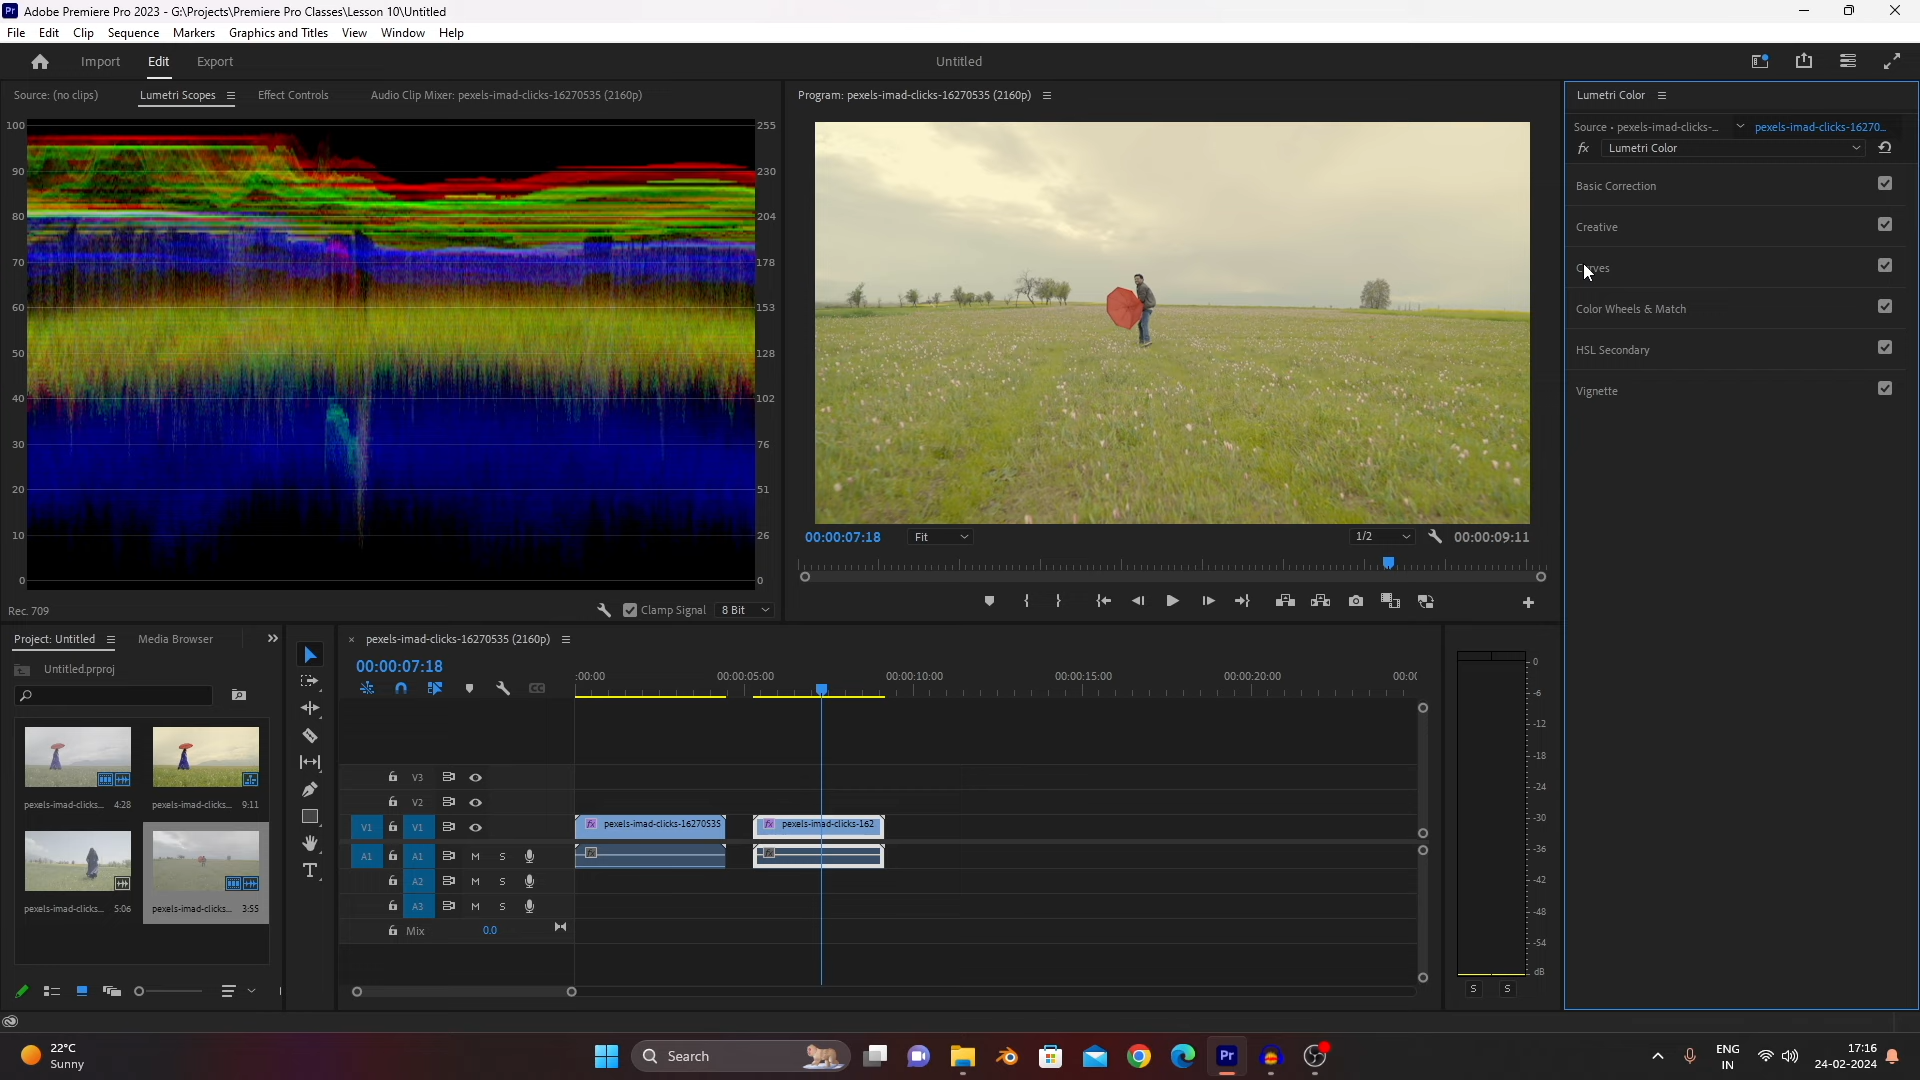 Pr Adobe Premiere Pro 2023 - G:\Projects\Premiere Pro Classes\Lesson 10\Untitled
File Edit Clip Sequence Markers Graphics and Titles View Window Help
Import Edit Export Untitled
Source: (no clips) Lumetri Scopes Effect Controls Audio Clip Mixer: pexels-imad-clicks-16270535 (2160p)
Program: pexels-imad-clicks-16270535 (2160p)
Lumetri Color
Source • pexels-imad-clicks-... pexels-imad-clicks-16270...
fx Lumetri Color
Basic Correction
Creative
Curves
Color Wheels & Match
HSL Secondary
Vignette
100 255
90 230
80 204
70 178
60 153
50 128
40 102
30 76
20 51
10 26
0 0
Rec. 709 Clamp Signal 8 Bit
00:00:07:18 Fit 1/2 00:00:09:11
Project: Untitled Media Browser
Untitled.prproj
pexels-imad-clicks... 4:28 pexels-imad-clicks... 9:11
pexels-imad-clicks... 5:06 pexels-imad-clicks... 3:55
× pexels-imad-clicks-16270535 (2160p)
00:00:07:18
:00:00 00:00:05:00 00:00:10:00 00:00:15:00 00:00:20:00 00:00
V3
V2
V1 V1 fx pexels-imad-clicks-16270535 fx pexels-imad-clicks-162
A1 A1 M S fx fx
A2 M S
A3 M S
Mix 0.0
T
0
-6
-12
-18
-24
-30
-36
-42
-48
-54
dB
S S
22°C
Sunny
Search
Pr
ENG
IN
17:16
24-02-2024